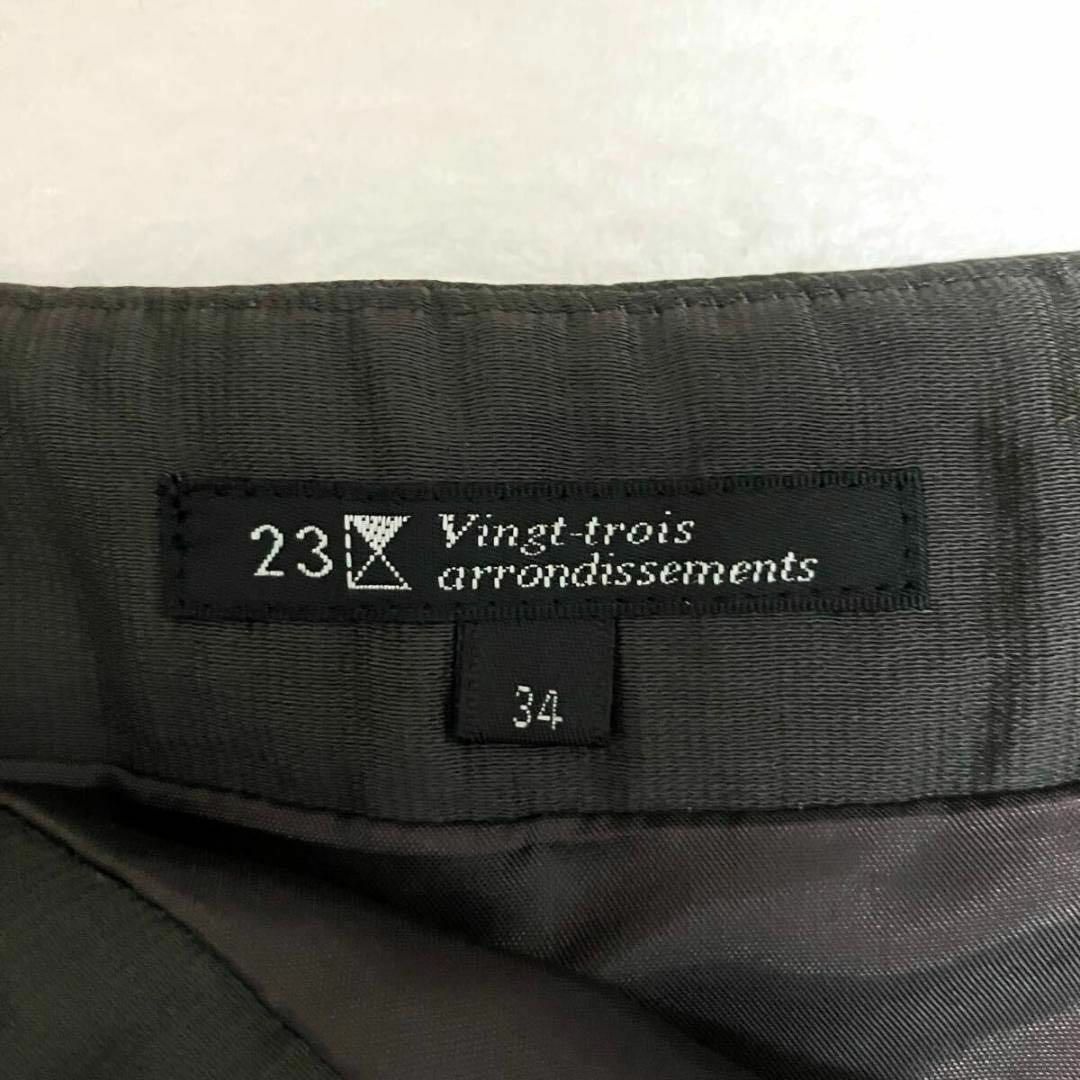 23 Vingt-trois
arrondissements
34